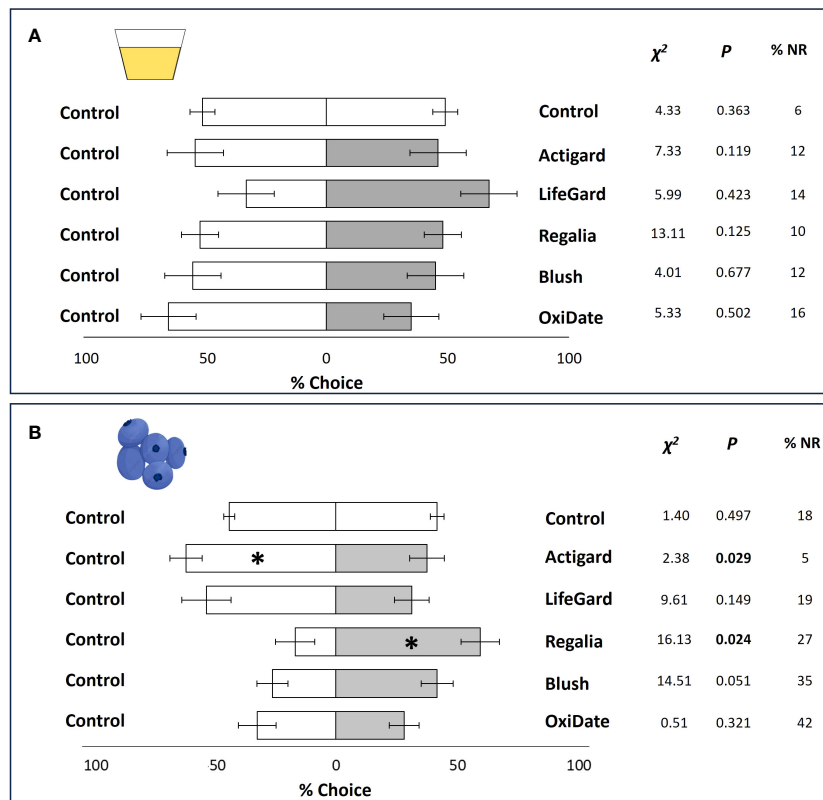 A
χ² P % NR
Control Control 4.33 0.363 6
Control Actigard 7.33 0.119 12
Control LifeGard 5.99 0.423 14
Control Regalia 13.11 0.125 10
Control Blush 4.01 0.677 12
Control OxiDate 5.33 0.502 16
100 50 0 50 100
% Choice
B
χ² P % NR
Control Control 1.40 0.497 18
Control * Actigard 2.38 0.029 5
Control LifeGard 9.61 0.149 19
Control * Regalia 16.13 0.024 27
Control Blush 14.51 0.051 35
Control OxiDate 0.51 0.321 42
100 50 0 50 100
% Choice